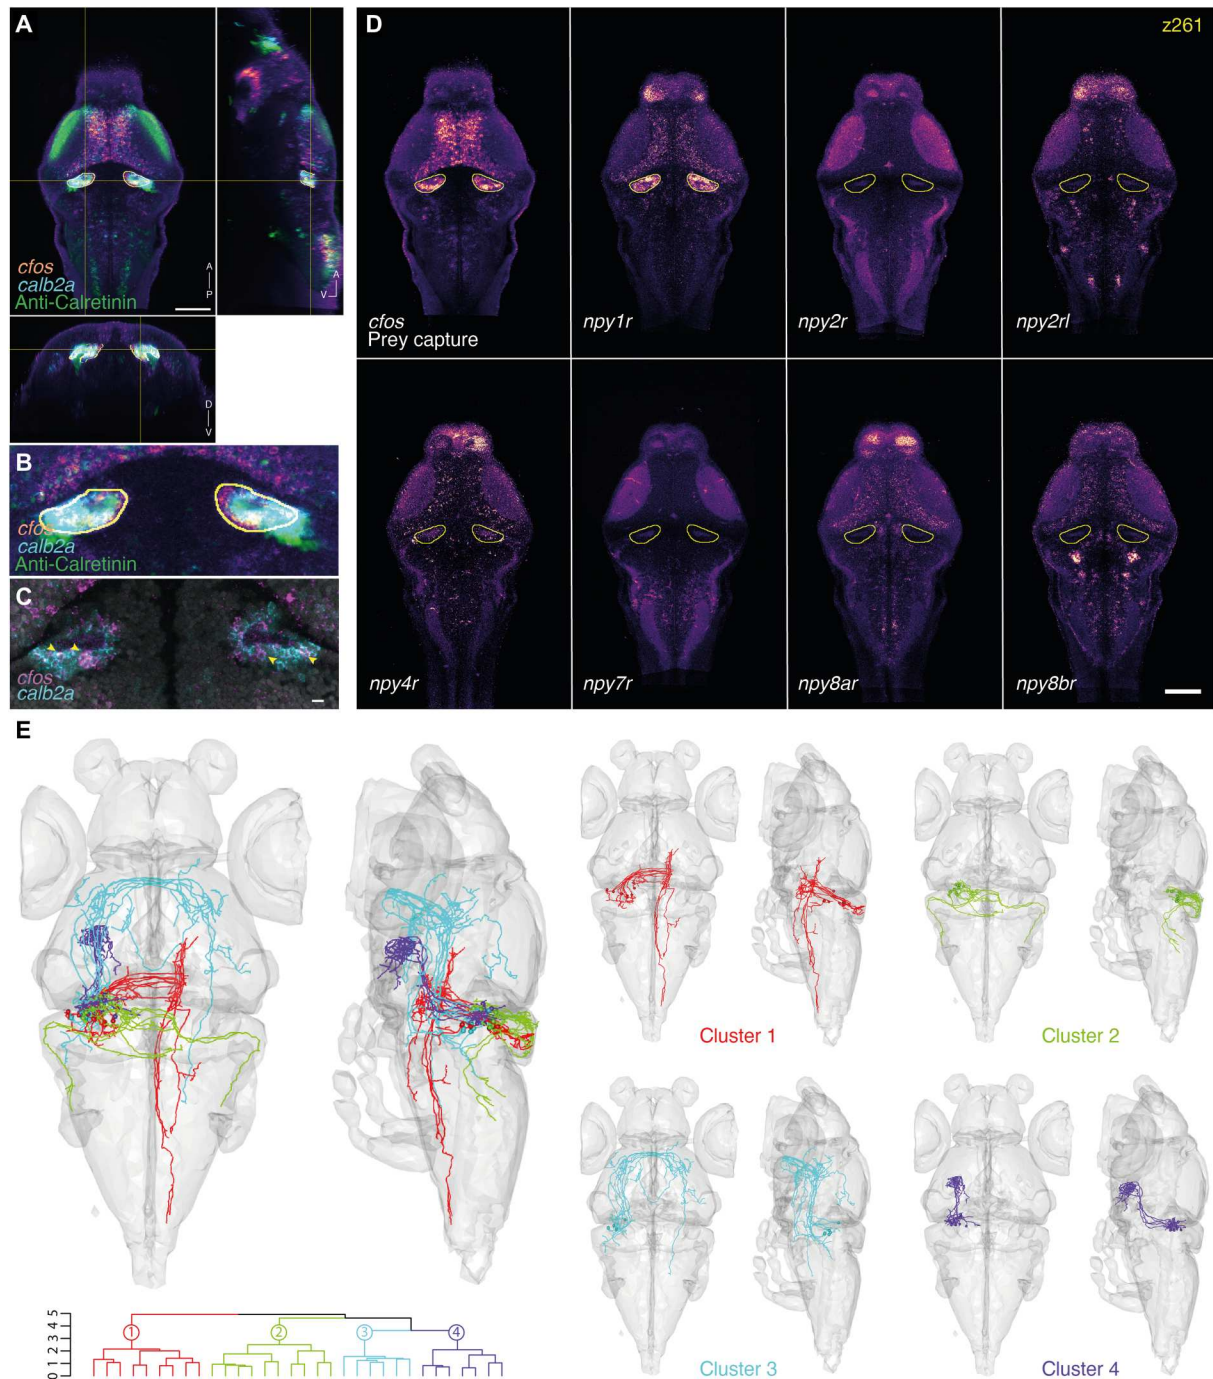 A
cfos
calb2a
Anti-Calretinin
A
P
A
V
D
V
B
cfos
calb2a
Anti-Calretinin
C
cfos
calb2a
D
z261
cfos
Prey capture
npy1r
npy2r
npy2rl
npy4r
npy7r
npy8ar
npy8br
E
Cluster 1
Cluster 2
Cluster 3
Cluster 4
0 1 2 3 4 5
1
2
3
4